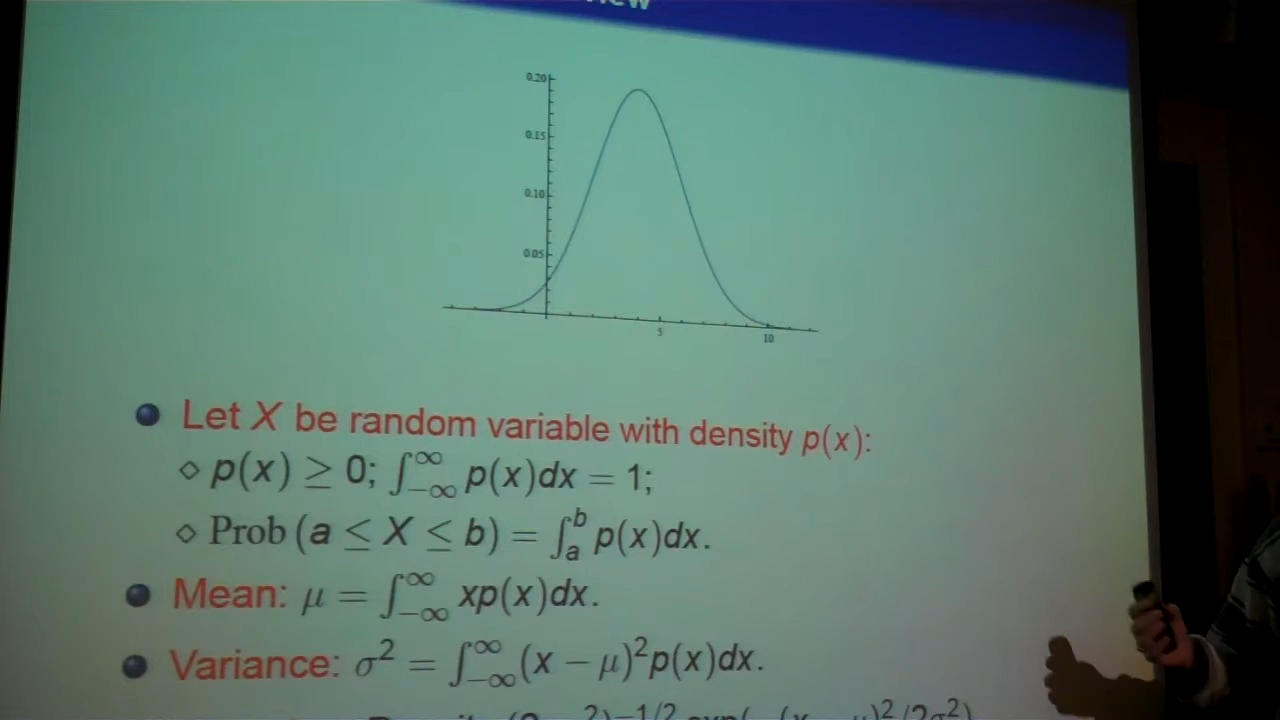 0.20
0.15
0.10
0.05
5
10
Let X be random variable with density p(x):
⋄ p(x) ≥ 0; ∫_{-∞}^{∞} p(x)dx = 1;
⋄ Prob (a ≤ X ≤ b) = ∫_a^b p(x)dx.
Mean: μ = ∫_{-∞}^{∞} xp(x)dx.
Variance: σ² = ∫_{-∞}^{∞} (x − μ)²p(x)dx.